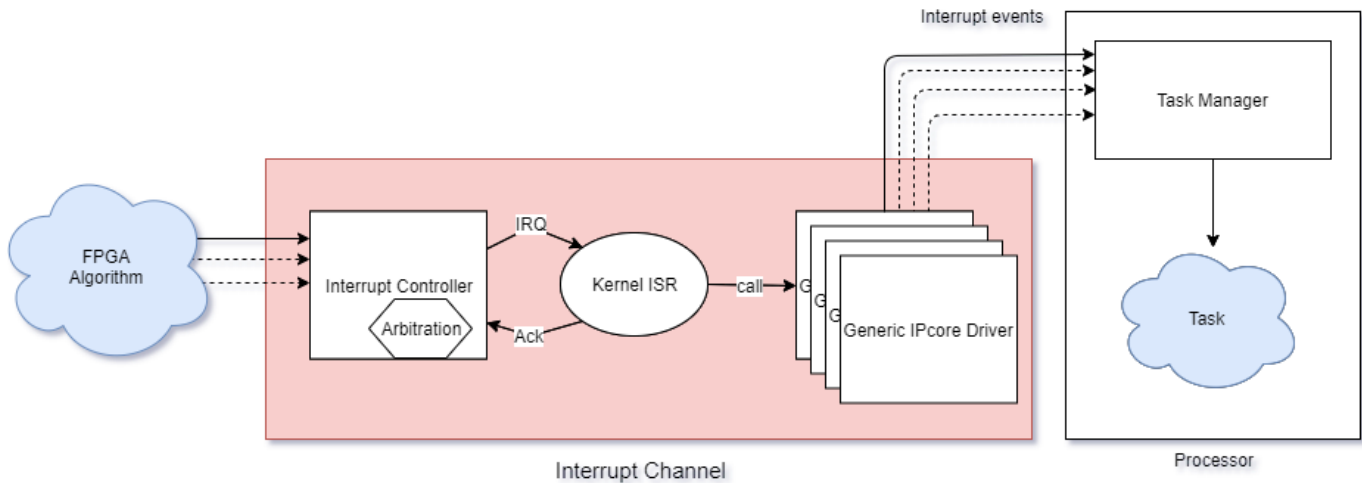 Interrupt events
Task Manager
FPGA
Algorithm
IRQ
Interrupt Controller
Kernel ISR
call
G
G
G
Arbitration
Ack
Generic IPcore Driver
Task
Processor
Interrupt Channel